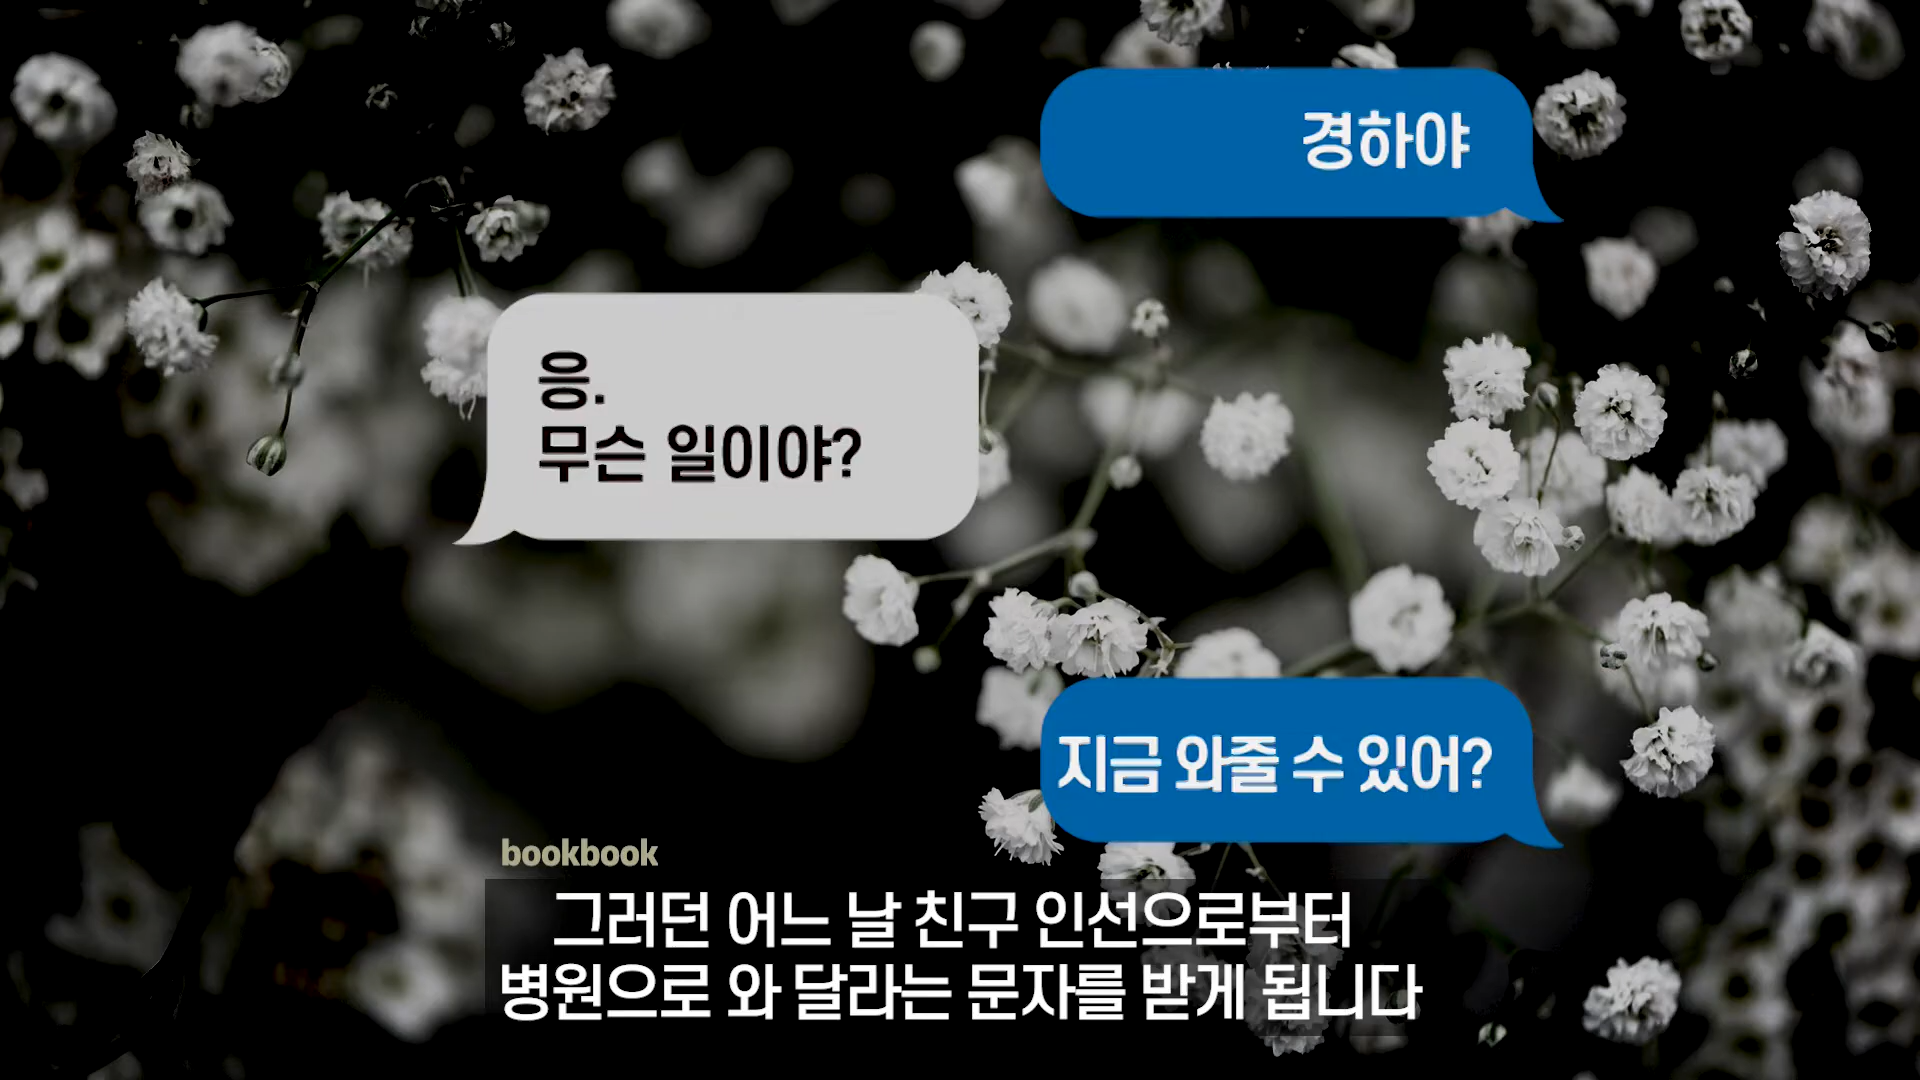 경하야
응.
무슨 일이야?
지금 와줄 수 있어?
bookbook
그러던 어느 날 친구 인선으로부터
병원으로 와 달라는 문자를 받게 됩니다